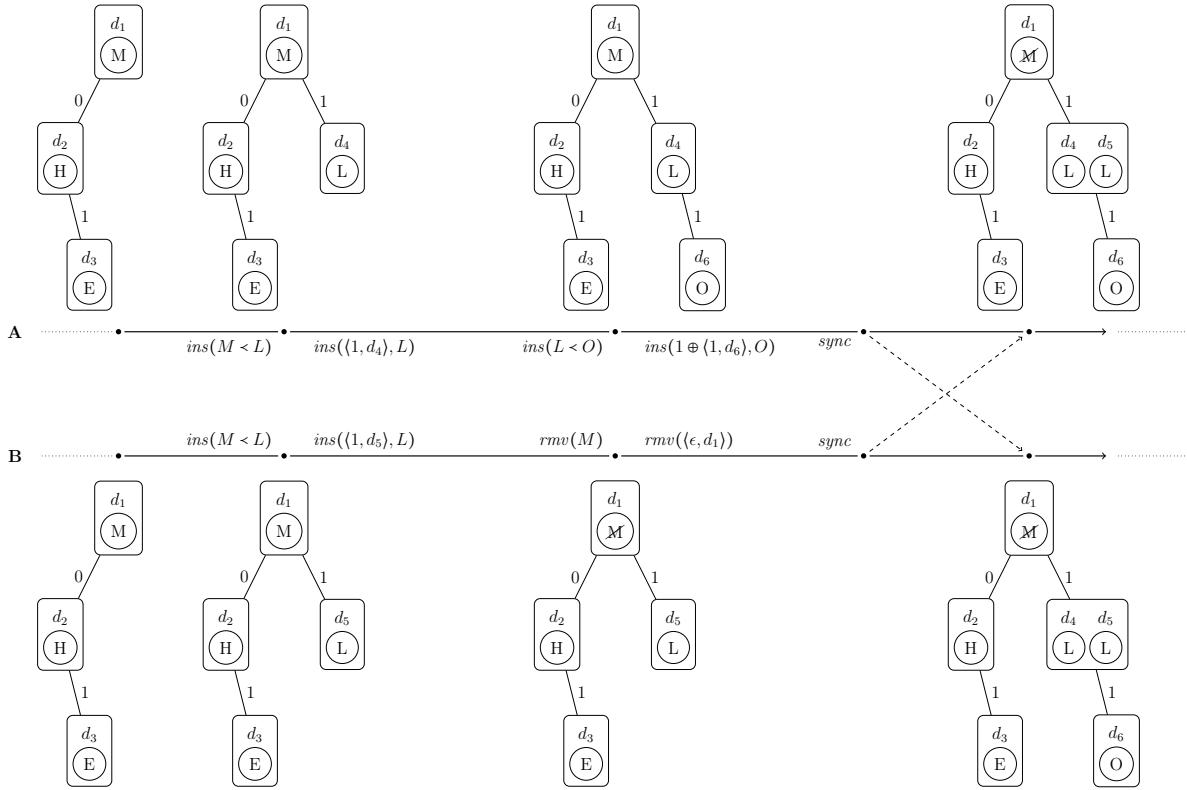 d₁ d₁ d₁ d₁
M M M M̸
0 0 1 0 1 0 1
d₂ d₂ d₄ d₂ d₄ d₂ d₄ d₅
H H L H L H L L
1 1 1 1 1 1
d₃ d₃ d₃ d₆ d₃ d₆
E E E O E O
A
ins(M < L) ins(⟨1, d₄⟩, L) ins(L < O) ins(1 ⊕ ⟨1, d₆⟩, O) sync
ins(M < L) ins(⟨1, d₅⟩, L) rmv(M) rmv(⟨ϵ, d₁⟩) sync
B
d₁ d₁ d₁ d₁
M M M̸ M̸
0 0 1 0 1 0 1
d₂ d₂ d₅ d₂ d₅ d₂ d₄ d₅
H H L H L H L L
1 1 1 1 1
d₃ d₃ d₃ d₃ d₆
E E E E O